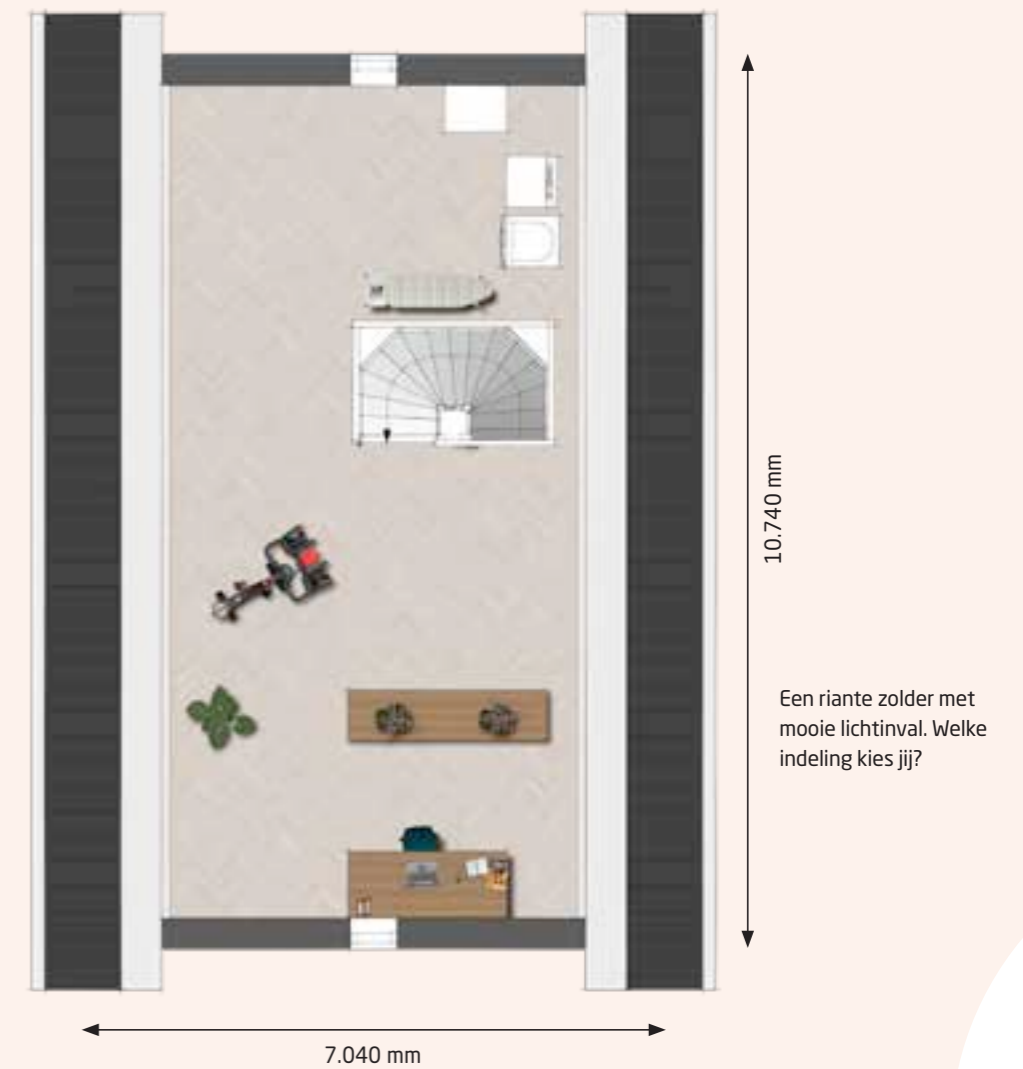 10.740 mm
Een riante zolder met
mooie lichtinval. Welke
indeling kies jij?
7.040 mm